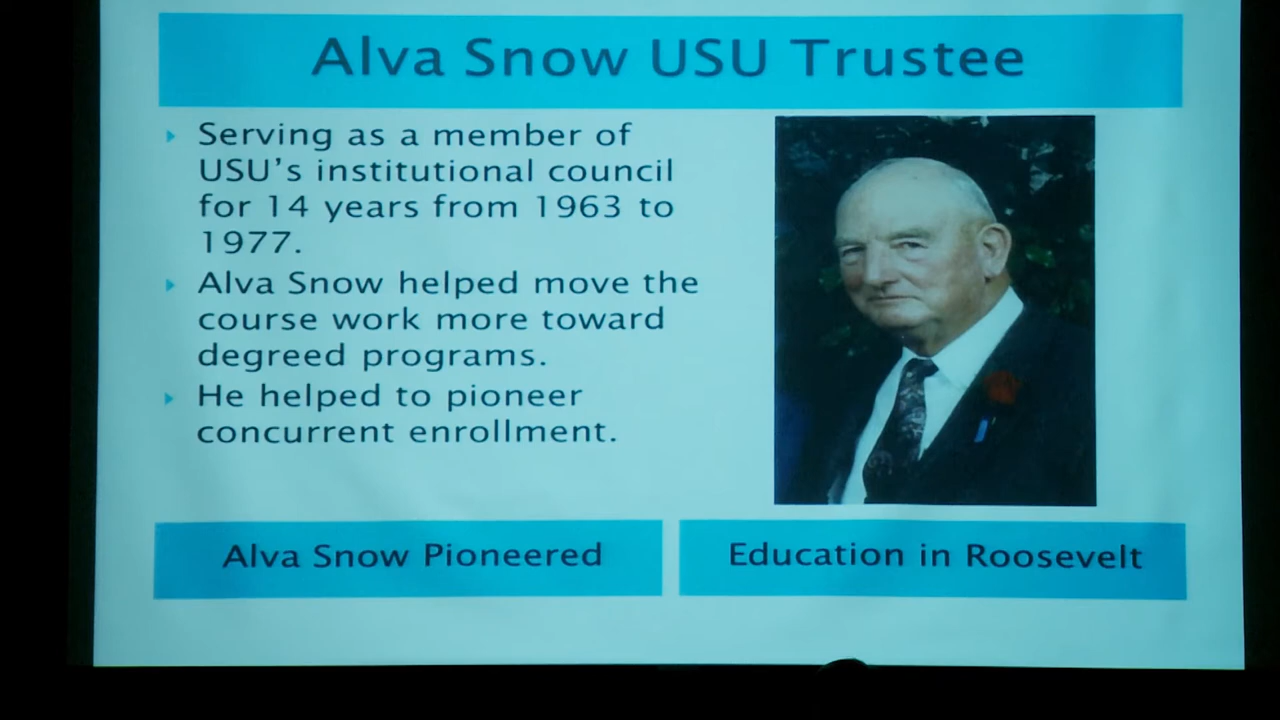 Alva Snow USU Trustee
Serving as a member of
USU's institutional council
for 14 years from 1963 to
1977.
Alva Snow helped move the
course work more toward
degreed programs.
He helped to pioneer
concurrent enrollment.
Alva Snow Pioneered
Education in Roosevelt